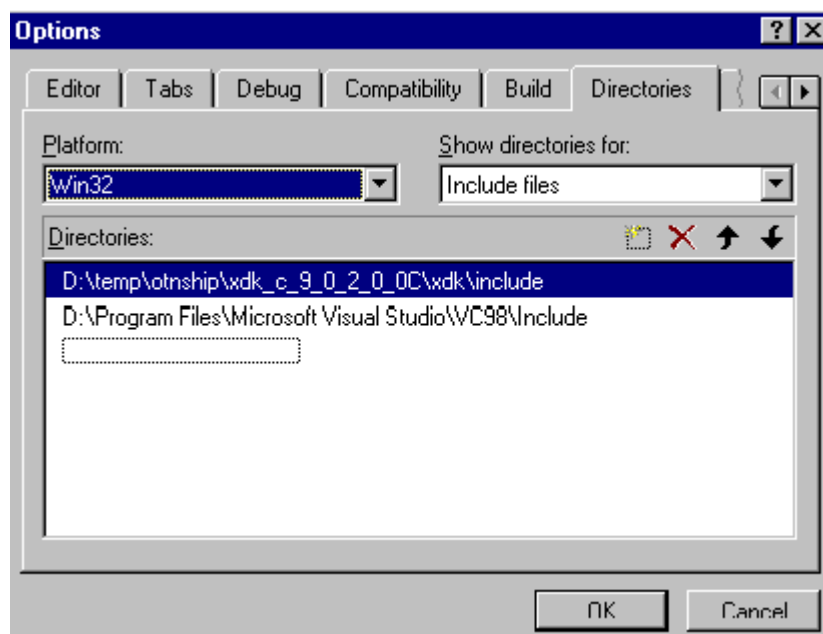 Options
Editor Tabs Debug Compatibility Build Directories
Platform: Show directories for:
Win32 Include files
Directories:
D:\temp\otnship\xdk_c_9_0_2_0_0C\xdk\include
D:\Program Files\Microsoft Visual Studio\VC98\Include
OK Cancel